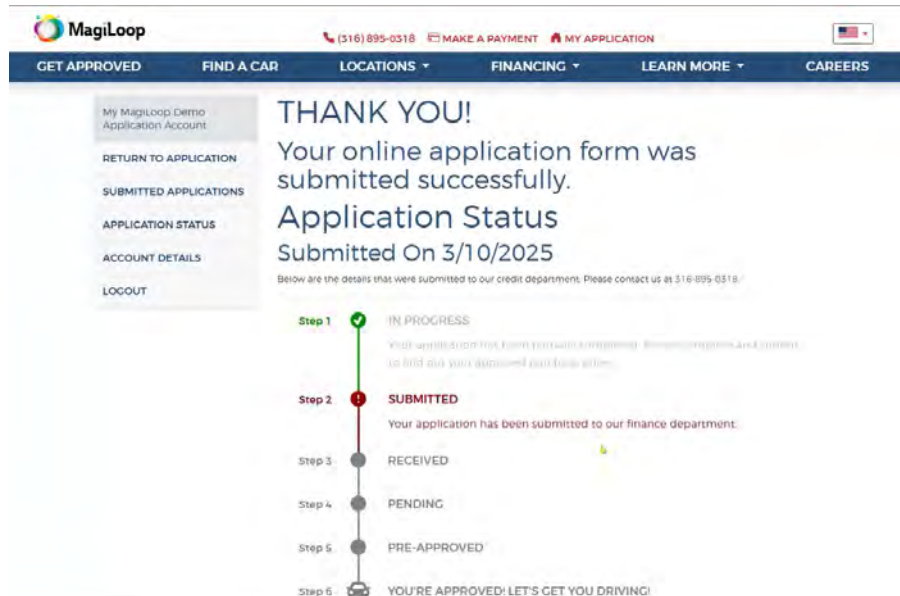 MagiLoop
(316) 895-0318 MAKE A PAYMENT MY APPLICATION
GET APPROVED FIND A CAR LOCATIONS FINANCING LEARN MORE CAREERS
My MagiLoop Demo
Application Account
RETURN TO APPLICATION
SUBMITTED APPLICATIONS
APPLICATION STATUS
ACCOUNT DETAILS
LOGOUT
THANK YOU!
Your online application form was
submitted successfully.
Application Status
Submitted On 3/10/2025
Below are the details that were submitted to our credit department. Please contact us at 316-895-0318.
Step 1 IN PROGRESS
Your application has been
Step 2 SUBMITTED
Your application has been submitted to our finance department.
Step 3 RECEIVED
Step 4 PENDING
Step 5 PRE-APPROVED
Step 6 YOU'RE APPROVED! LET'S GET YOU DRIVING!